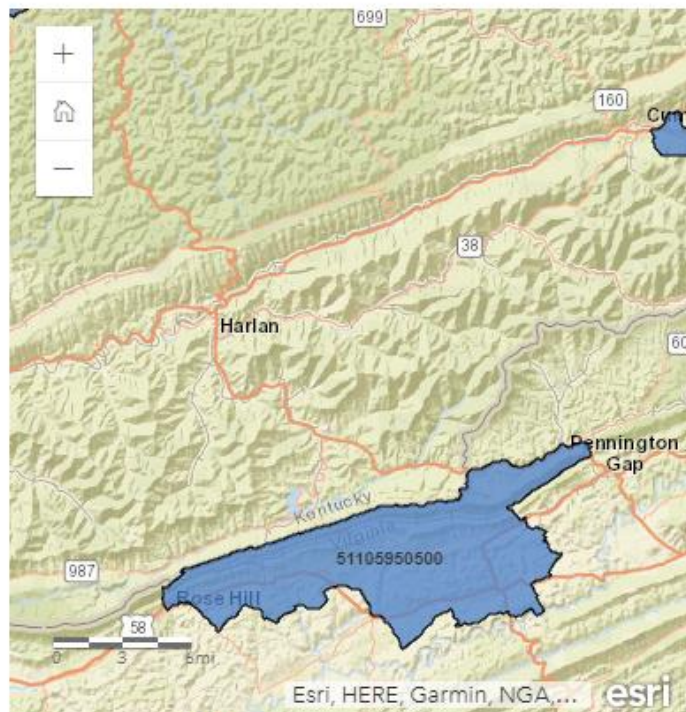 699
160
Cum
38
Harlan
60
Pennington
Gap
Kentucky
Virginia
51105950500
987
Rose Hill
58
0 3 6mi
Esri, HERE, Garmin, NGA,...
esri